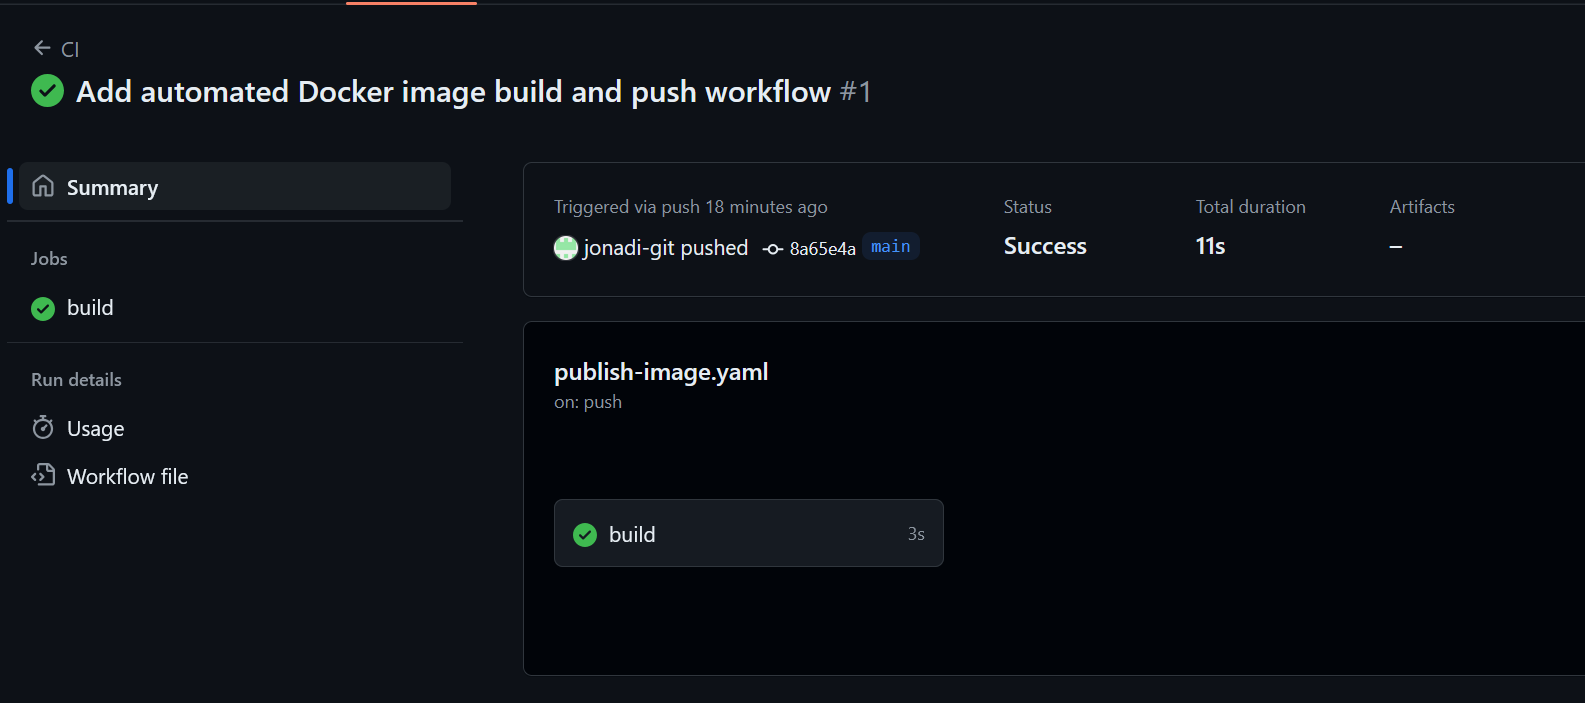 CI
Add automated Docker image build and push workflow #1
Summary
Jobs
build
Run details
Usage
Workflow file
Triggered via push 18 minutes ago
jonadi-git pushed 8a65e4a main
Status
Success
Total duration
11s
Artifacts
–
publish-image.yaml
on: push
build 3s